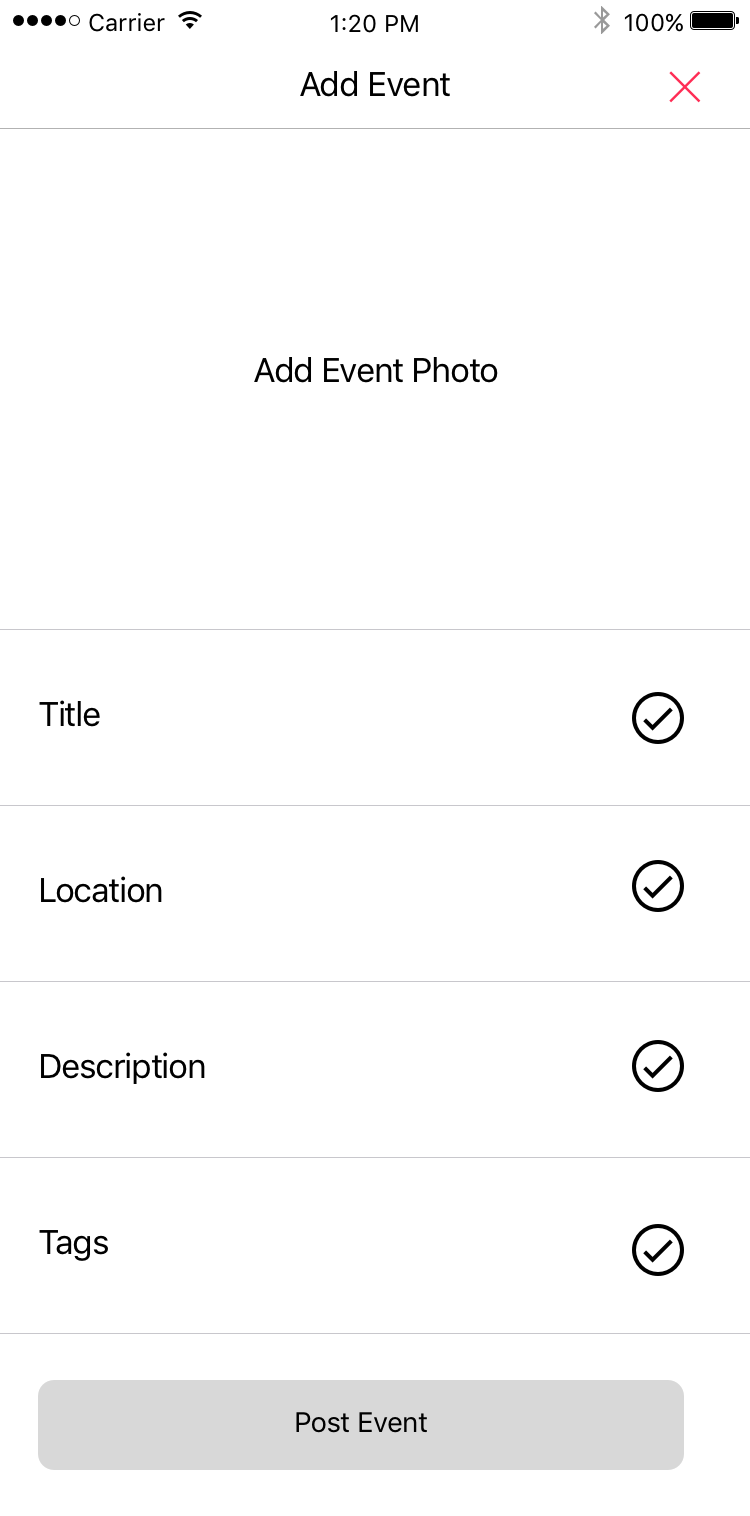 Carrier 1:20 PM 100%
Add Event
Add Event Photo
Title
Location
Description
Tags
Post Event